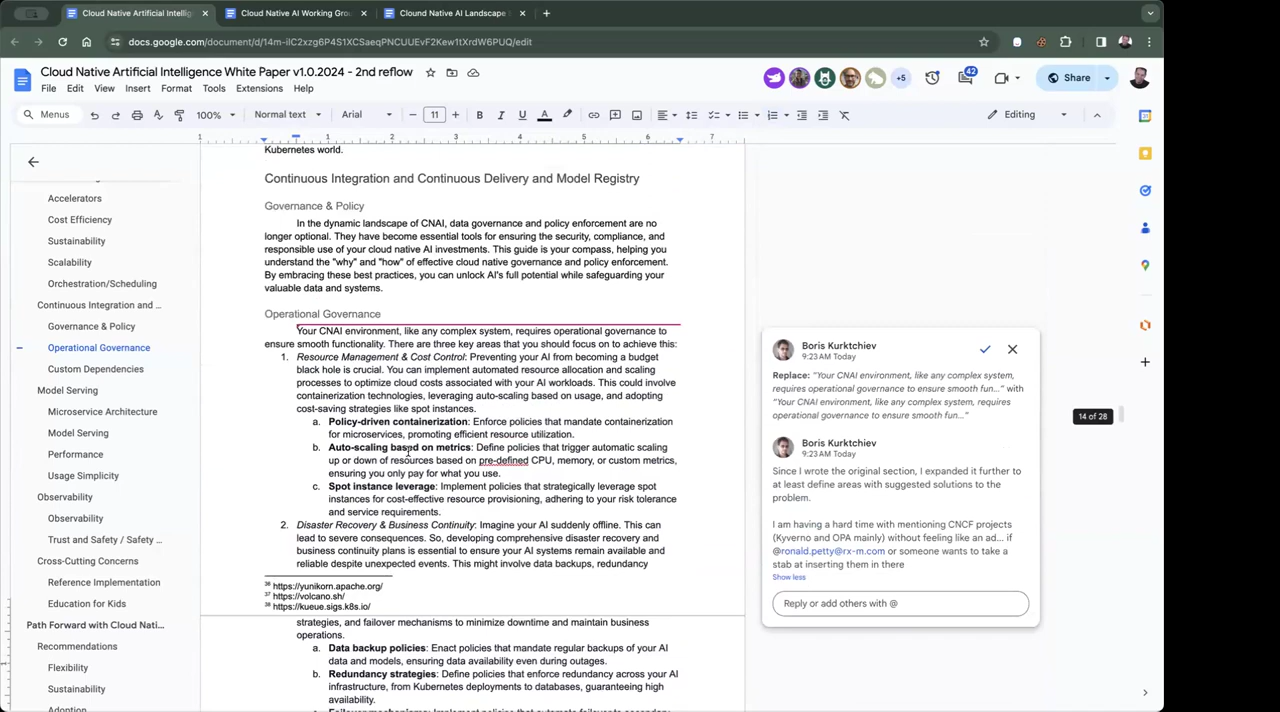 Cloud Native Artificial Intellig
Cloud Native AI Working Gro
Clound Native AI Landscape
docs.google.com/document/d/14m-ilC2xzg6P4S1XCSaeqPNCUUEvF2Kew1tXrdW6PUQ/edit
Cloud Native Artificial Intelligence White Paper v1.0.2024 - 2nd reflow
+5
42
Share
File Edit View Insert Format Tools Extensions Help
Menus
100%
Normal text
Arial
11
B I U A
Editing
1 1 2 3 4 5 6 7
Accelerators
Cost Efficiency
Sustainability
Scalability
Orchestration/Scheduling
Continuous Integration and ...
Governance & Policy
Operational Governance
Custom Dependencies
Model Serving
Microservice Architecture
Model Serving
Performance
Usage Simplicity
Observability
Observability
Trust and Safety / Safety ...
Cross-Cutting Concerns
Reference Implementation
Education for Kids
Path Forward with Cloud Nati...
Recommendations
Flexibility
Sustainability
Adoption
Kubernetes world.
Continuous Integration and Continuous Delivery and Model Registry
Governance & Policy
In the dynamic landscape of CNAI, data governance and policy enforcement are no
longer optional. They have become essential tools for ensuring the security, compliance, and
responsible use of your cloud native AI investments. This guide is your compass, helping you
understand the "why" and "how" of effective cloud native governance and policy enforcement.
By embracing these best practices, you can unlock AI's full potential while safeguarding your
valuable data and systems.
Operational Governance
Your CNAI environment, like any complex system, requires operational governance to
ensure smooth functionality. There are three key areas that you should focus on to achieve this:
1. Resource Management & Cost Control: Preventing your AI from becoming a budget
black hole is crucial. You can implement automated resource allocation and scaling
processes to optimize cloud costs associated with your AI workloads. This could involve
containerization technologies, leveraging auto-scaling based on usage, and adopting
cost-saving strategies like spot instances.
a. Policy-driven containerization: Enforce policies that mandate containerization
for microservices, promoting efficient resource utilization.
b. Auto-scaling based on metrics: Define policies that trigger automatic scaling
up or down of resources based on pre-defined CPU, memory, or custom metrics,
ensuring you only pay for what you use.
c. Spot instance leverage: Implement policies that strategically leverage spot
instances for cost-effective resource provisioning, adhering to your risk tolerance
and service requirements.
2. Disaster Recovery & Business Continuity: Imagine your AI suddenly offline. This can
lead to severe consequences. So, developing comprehensive disaster recovery and
business continuity plans is essential to ensure your AI systems remain available and
reliable despite unexpected events. This might involve data backups, redundancy
36 https://yunikorn.apache.org/
37 https://volcano.sh/
38 https://kueue.sigs.k8s.io/
strategies, and failover mechanisms to minimize downtime and maintain business
operations.
a. Data backup policies: Enact policies that mandate regular backups of your AI
data and models, ensuring data availability even during outages.
b. Redundancy strategies: Define policies that enforce redundancy across your AI
infrastructure, from Kubernetes deployments to databases, guaranteeing high
availability.
Boris Kurktchiev
9:23 AM Today
Replace: "Your CNAI environment, like any complex system,
requires operational governance to ensure smooth fun..." with
"Your CNAI environment, like any complex system, requires
operational governance to ensure smooth fun..."
Boris Kurktchiev
9:23 AM Today
Since I wrote the original section, I expanded it further to
at least define areas with suggested solutions to the
problem.
I am having a hard time with mentioning CNCF projects
(Kyverno and OPA mainly) without feeling like an ad... if
@ronald.petty@rx-m.com or someone wants to take a
stab at inserting them in there
Show less
Reply or add others with @
14 of 28